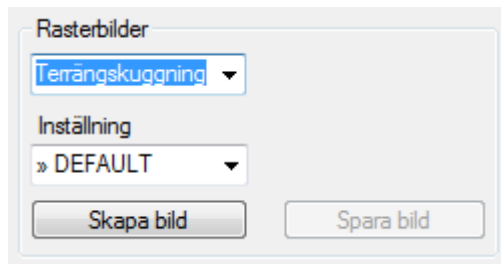 Rasterbilder
Terrängskuggning
Inställning
» DEFAULT
Skapa bild Spara bild